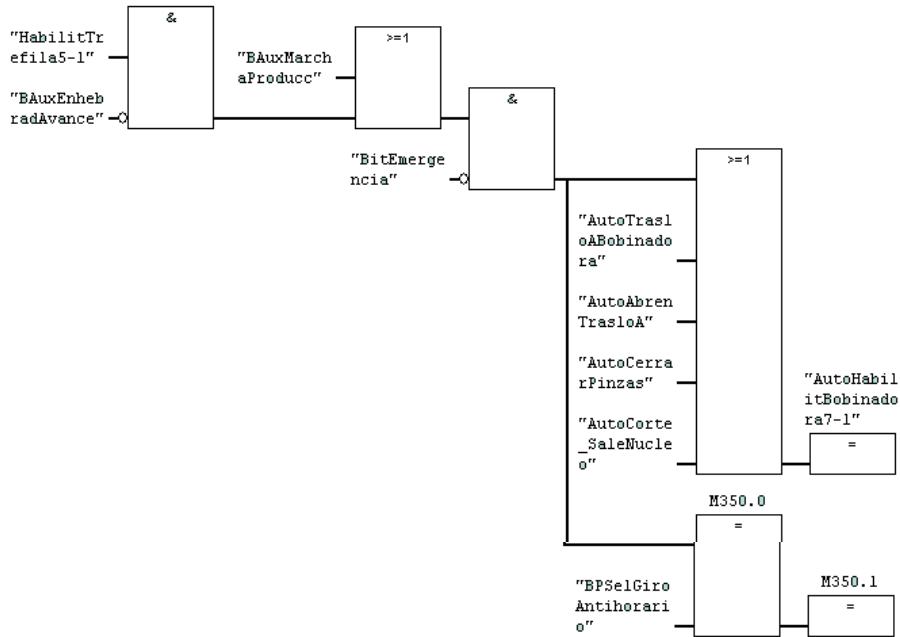 &
"HabilitTr
efila5-1"
"BAuxEnheb
radAvance"
>=1
"BAuxMarch
aProducc"
&
"BitEmerge
ncia"
>=1
"AutoTrasl
oABobinado
ra"
"AutoAbren
TrasloA"
"AutoCerra
rPinzas"
"AutoCorte
_SaleNucle
o"
"AutoHabil
itBobinado
ra7-1"
=
M350.0
=
"BPSelGiro
Antihorari
o"
M350.1
=